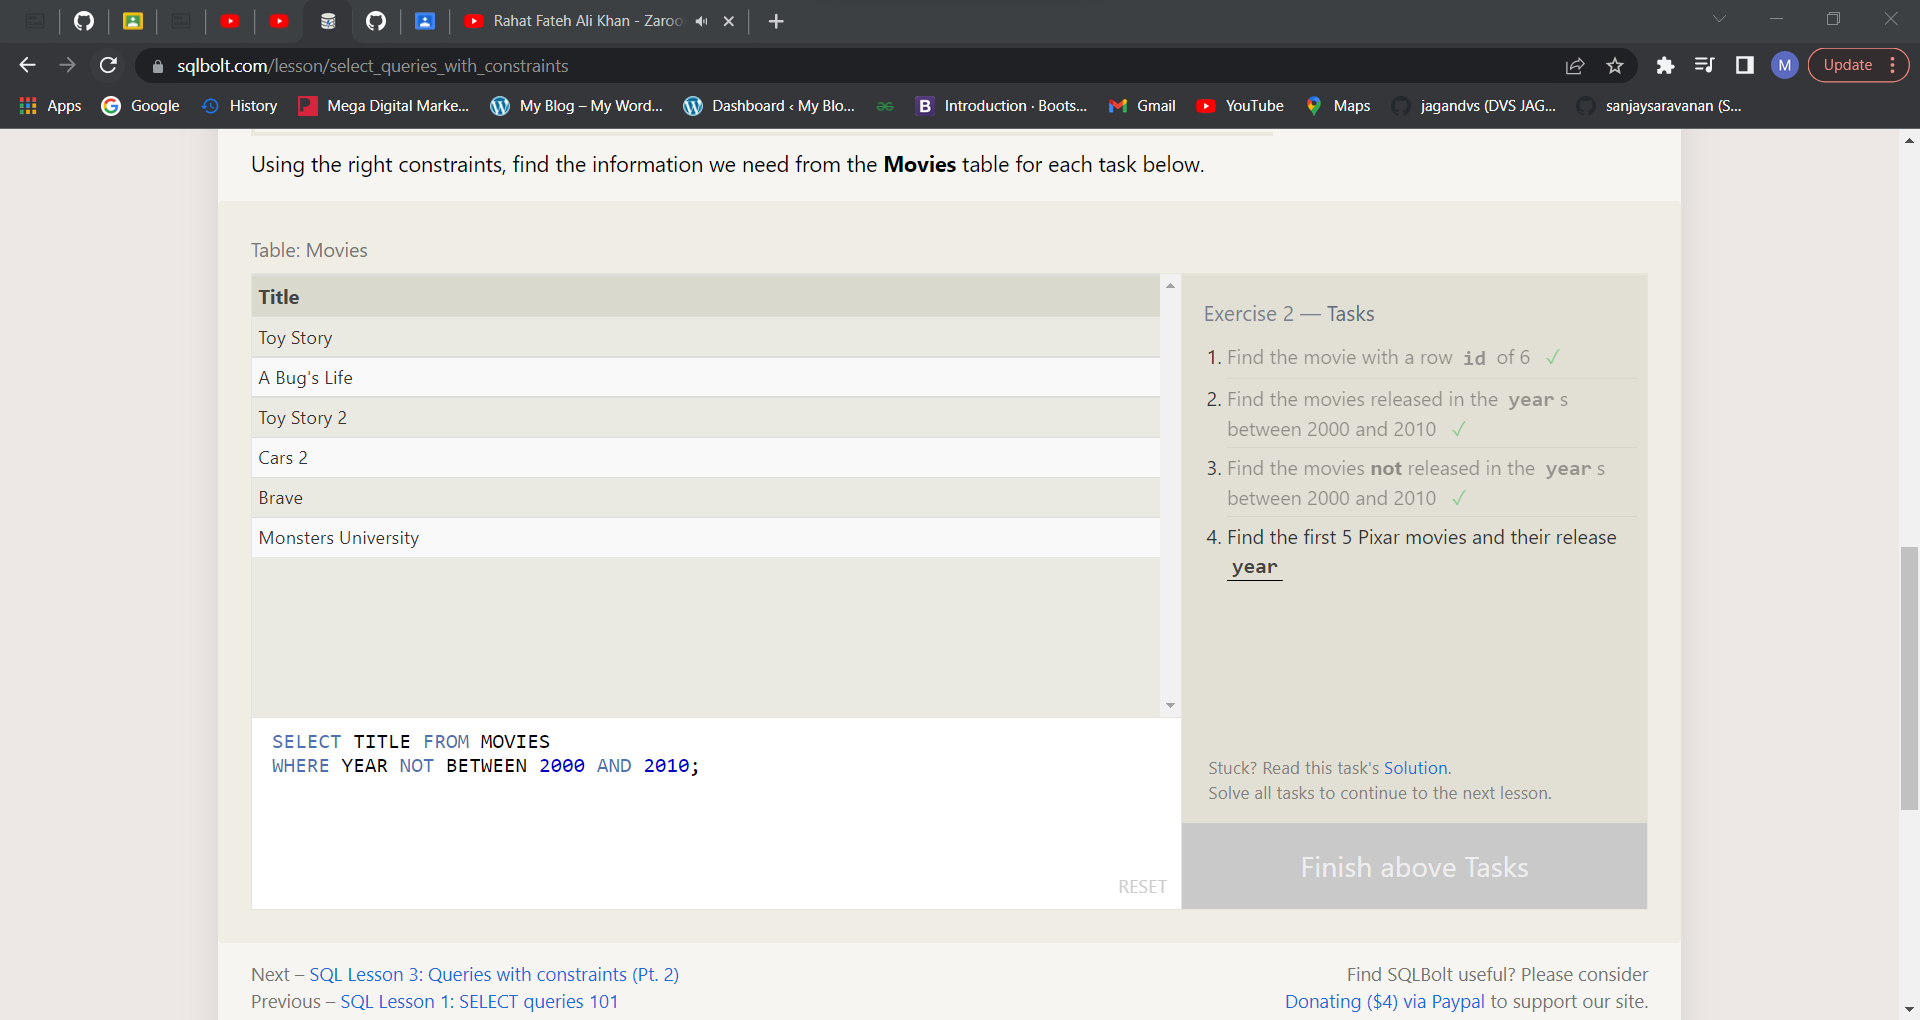 Rahat Fateh Ali Khan - Zaroo
sqlbolt.com/lesson/select_queries_with_constraints
M
Update
Apps
Google
History
Mega Digital Marke...
My Blog – My Word...
Dashboard ‹ My Blo...
B
Introduction · Boots...
Gmail
YouTube
Maps
jagandvs (DVS JAG...
sanjaysaravanan (S...
Using the right constraints, find the information we need from the Movies table for each task below.
Table: Movies
Title
Toy Story
A Bug's Life
Toy Story 2
Cars 2
Brave
Monsters University
SELECT TITLE FROM MOVIES
WHERE YEAR NOT BETWEEN 2000 AND 2010;
RESET
Exercise 2 — Tasks
1. Find the movie with a row id of 6 ✓
2. Find the movies released in the year s
between 2000 and 2010 ✓
3. Find the movies not released in the year s
between 2000 and 2010 ✓
4. Find the first 5 Pixar movies and their release
year
Stuck? Read this task's Solution.
Solve all tasks to continue to the next lesson.
Finish above Tasks
Next – SQL Lesson 3: Queries with constraints (Pt. 2)
Previous – SQL Lesson 1: SELECT queries 101
Find SQLBolt useful? Please consider
Donating ($4) via Paypal to support our site.